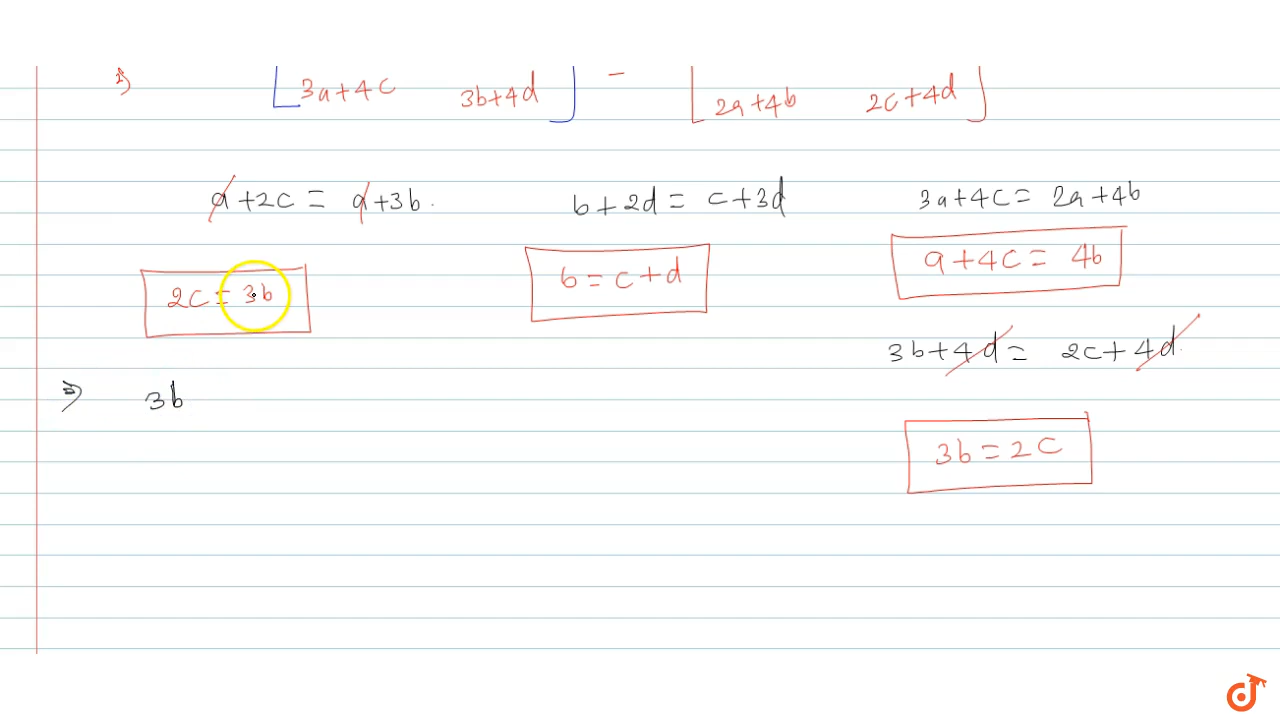 ⇒ [ 3a+4c 3b+4d ] = [ 2a+4b 2c+4d ]
a+2c = a+3b. b+2d = c+3d 3a+4c = 2a+4b
2c = 3b b = c+d a+4c = 4b
3b+4d = 2c+4d.
⇒ 3b
3b = 2c